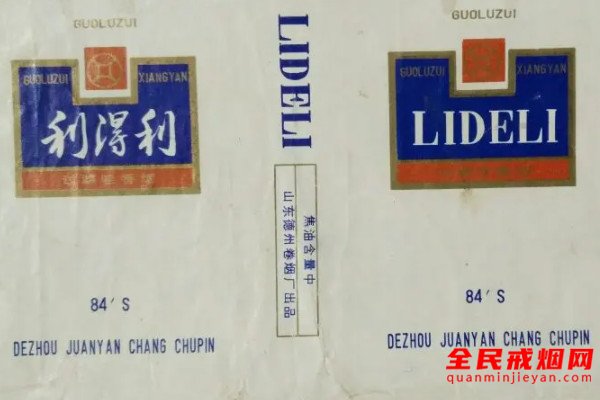 GUOLUZUI
GUOLUZUI XIANGYAN
利得利
84'S
DEZHOU JUANYAN CHANG CHUPIN
LIDELI
焦油含量中
山东德州卷烟厂出品
GUOLUZUI
GUOLUZUI XIANGYAN
LIDELI
84'S
DEZHOU JUANYAN CHANG CHUPIN
全民戒烟网
quanminjieyan.com